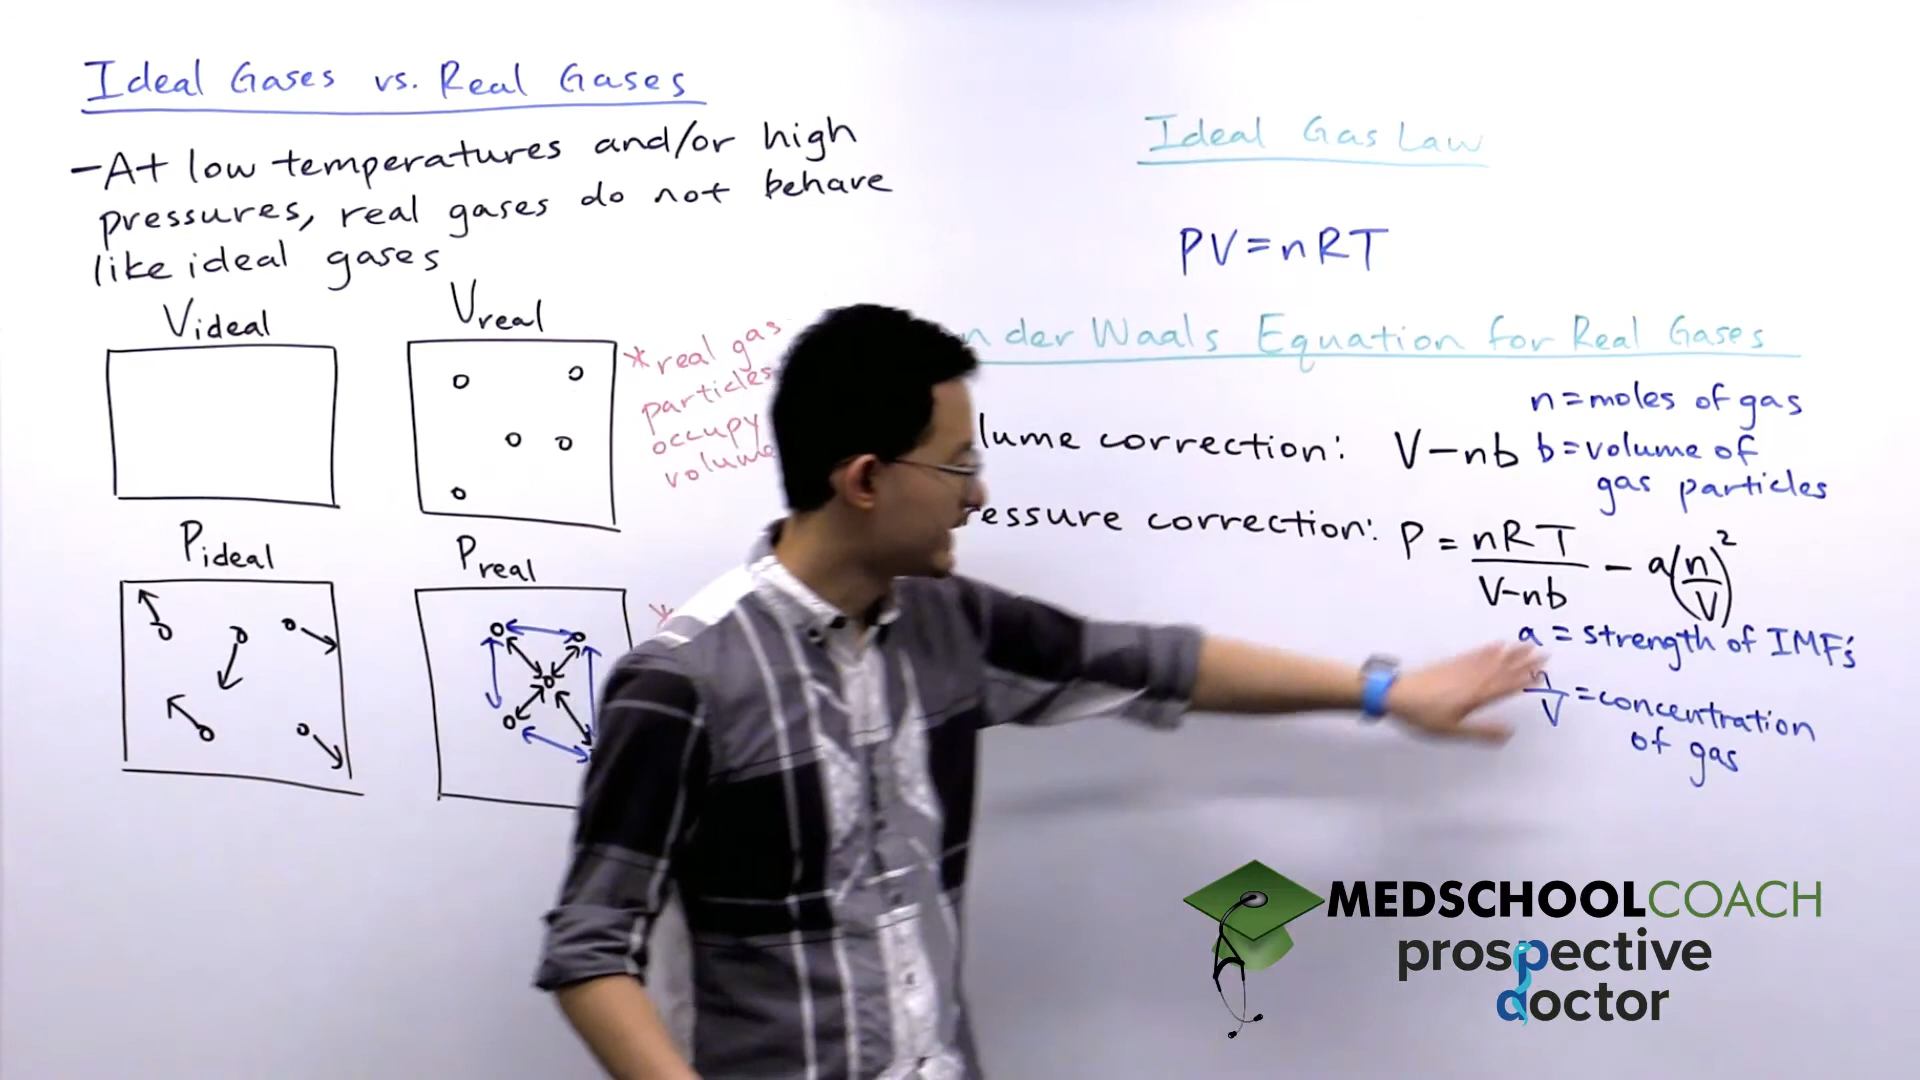 Ideal Gases vs. Real Gases
-At low temperatures and/or high
pressures, real gases do not behave
like ideal gases
Videal
Vreal
*real gas
particles
occupy
volume
Pideal
Preal
*
Ideal Gas Law
PV=nRT
der Waals Equation for Real Gases
n=moles of gas
correction: V-nb b=volume of
gas particles
correction: P = nRT/V-nb - a(n/V)²
a = strength of IMF's
n/V = concentration
of gas
MEDSCHOOLCOACH
prospective
doctor